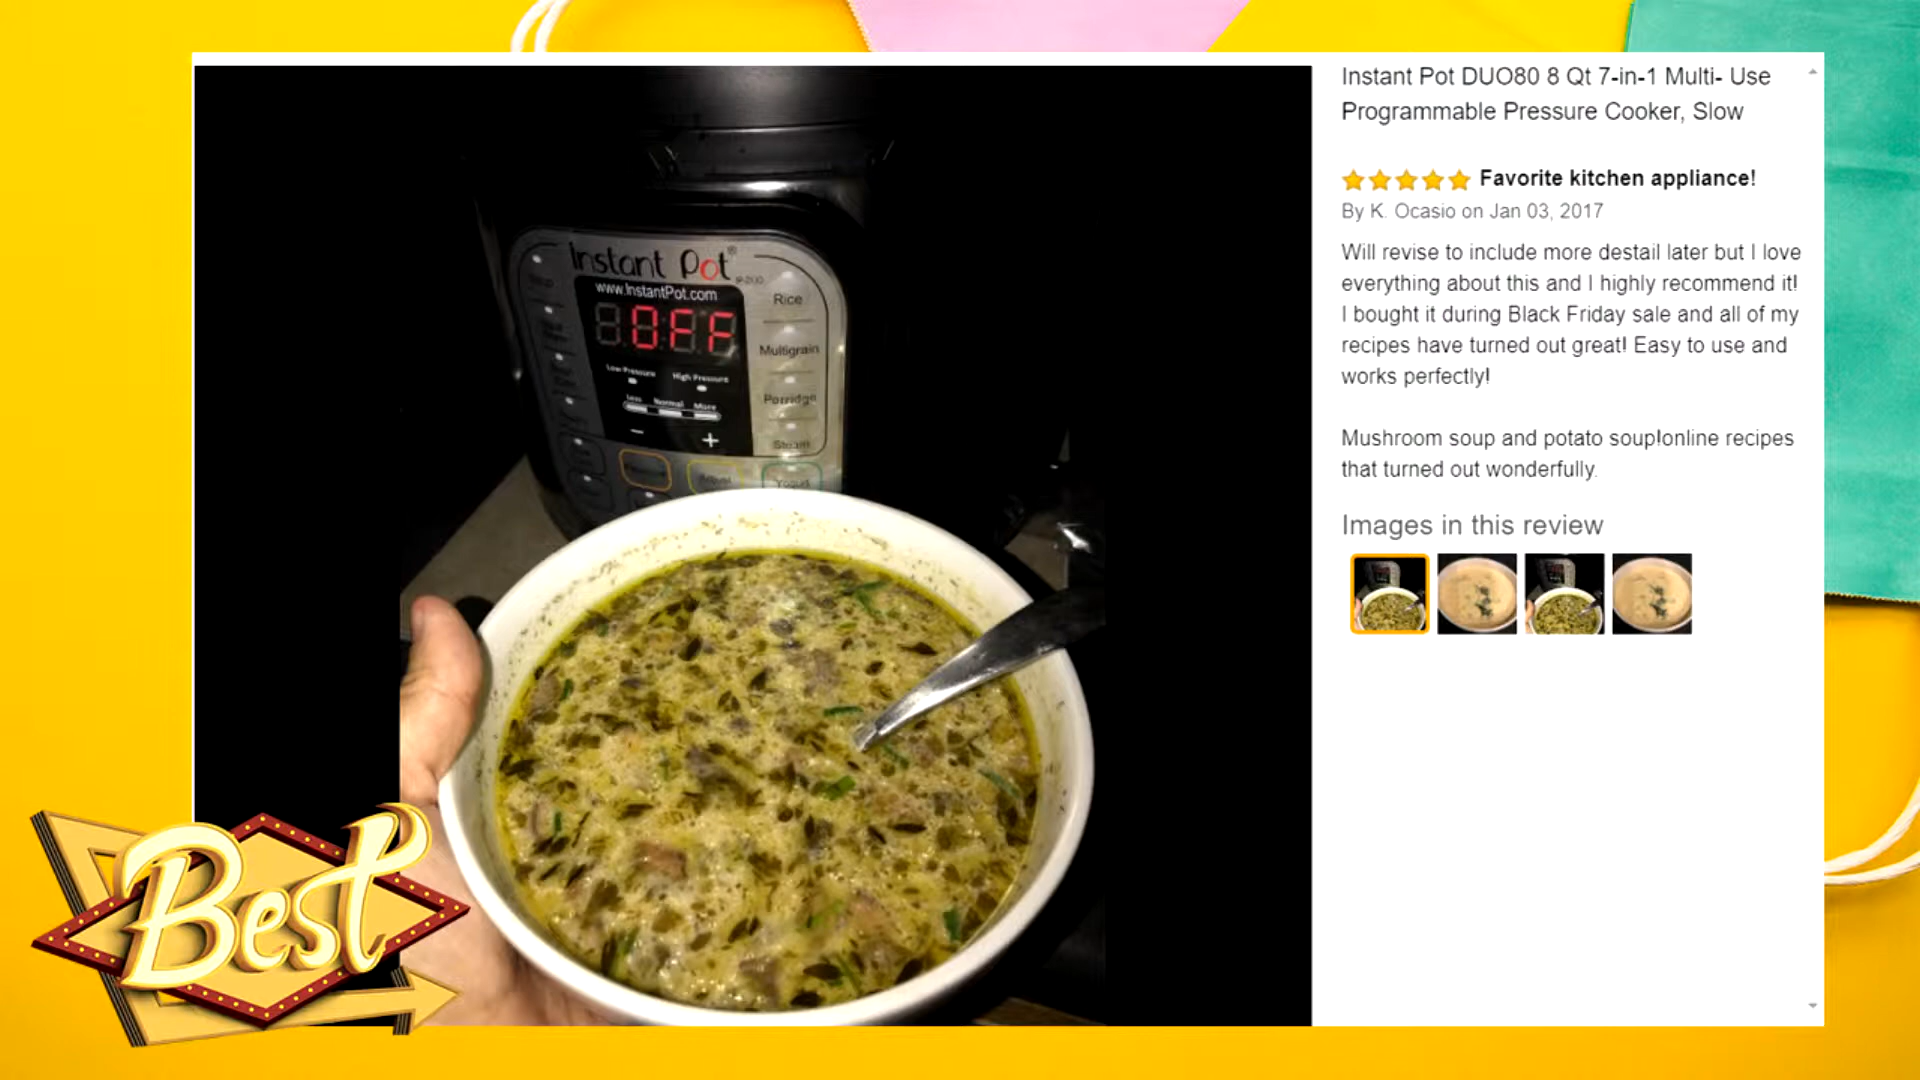 Instant Pot DUO80 8 Qt 7-in-1 Multi- Use
Programmable Pressure Cooker, Slow
Favorite kitchen appliance!
By K. Ocasio on Jan 03, 2017
Will revise to include more destail later but I love
everything about this and I highly recommend it!
I bought it during Black Friday sale and all of my
recipes have turned out great! Easy to use and
works perfectly!
Mushroom soup and potato soup!online recipes
that turned out wonderfully.
Images in this review
Instant Pot®
www.InstantPot.com
OFF
Low Pressure High Pressure
Less Normal More
- +
Rice
Multigrain
Porridge
Steam
Yogurt
Best